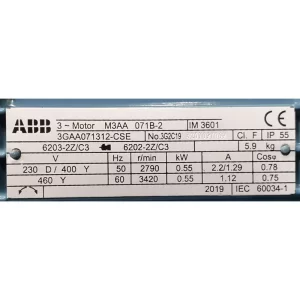 ABB 3 ~ Motor M3AA 071B-2 IM 3601 CE
3GAA071312-CSE No.3G2C19 Cl. F IP 55
6203-2Z/C3 6202-2Z/C3 5.9 kg
V Hz r/min kW A Cosφ
230 D/ 400 Y 50 2790 0.55 2.2/1.29 0.78
460 Y 60 3420 0.55 1.12 0.75
2019 IEC 60034-1